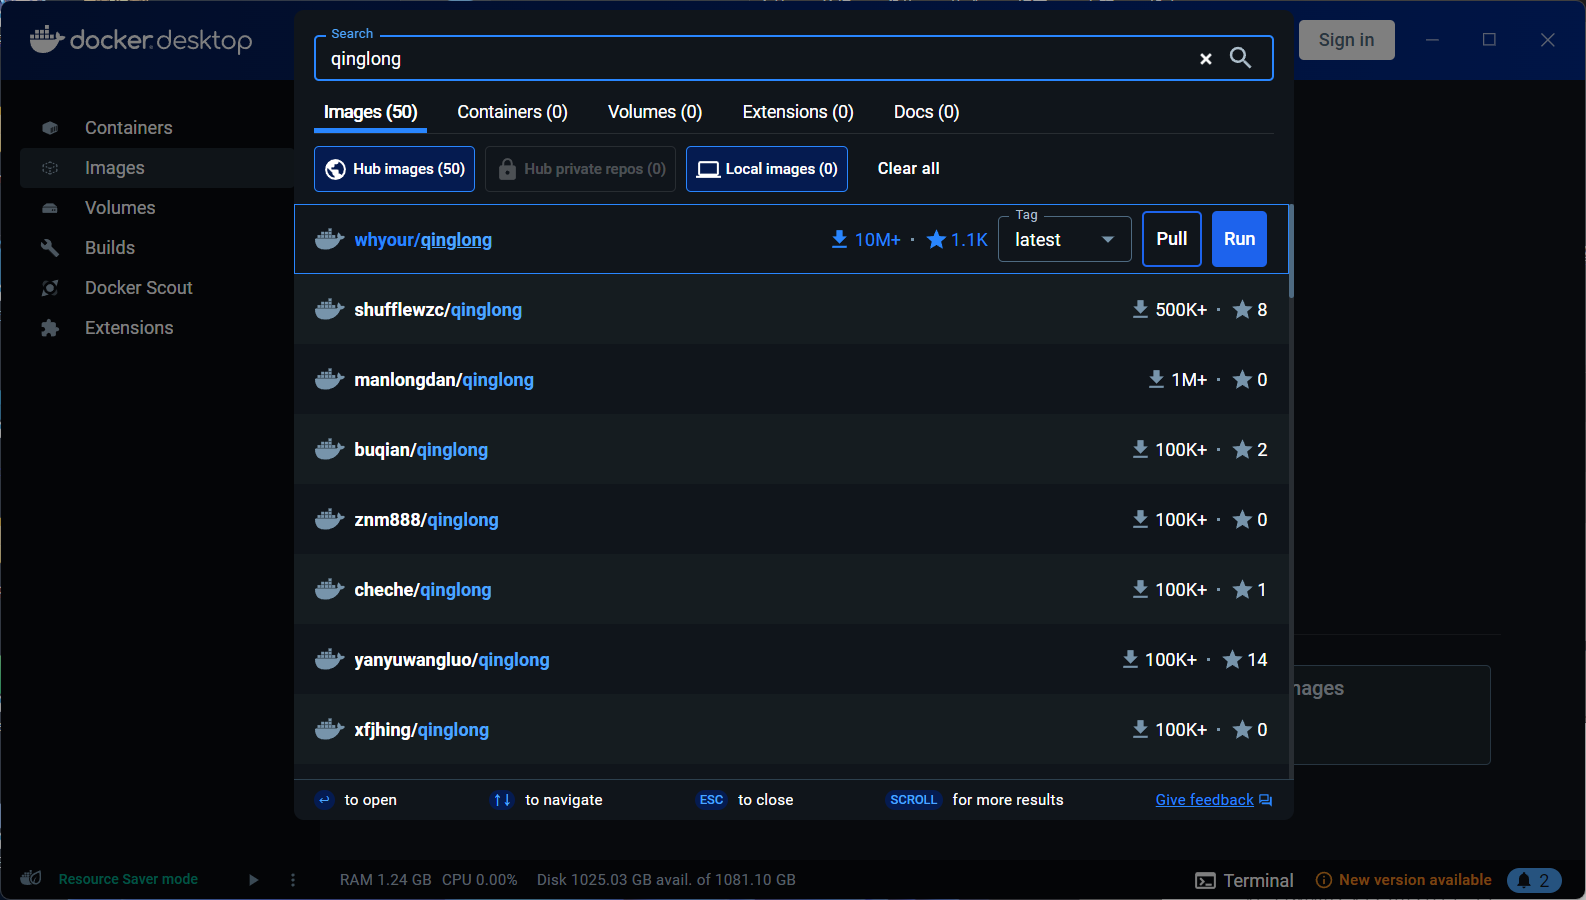 docker.desktop
Search
qinglong
Sign in
Images (50) Containers (0) Volumes (0) Extensions (0) Docs (0)
Hub images (50) Hub private repos (0) Local images (0) Clear all
Containers
Images
Volumes
Builds
Docker Scout
Extensions
whyour/qinglong 10M+ · 1.1K Tag latest Pull Run
shufflewzc/qinglong 500K+ · 8
manlongdan/qinglong 1M+ · 0
buqian/qinglong 100K+ · 2
znm888/qinglong 100K+ · 0
cheche/qinglong 100K+ · 1
yanyuwangluo/qinglong 100K+ · 14
xfjhing/qinglong 100K+ · 0
nages
to open to navigate ESC to close SCROLL for more results Give feedback
Resource Saver mode RAM 1.24 GB CPU 0.00% Disk 1025.03 GB avail. of 1081.10 GB Terminal New version available 2